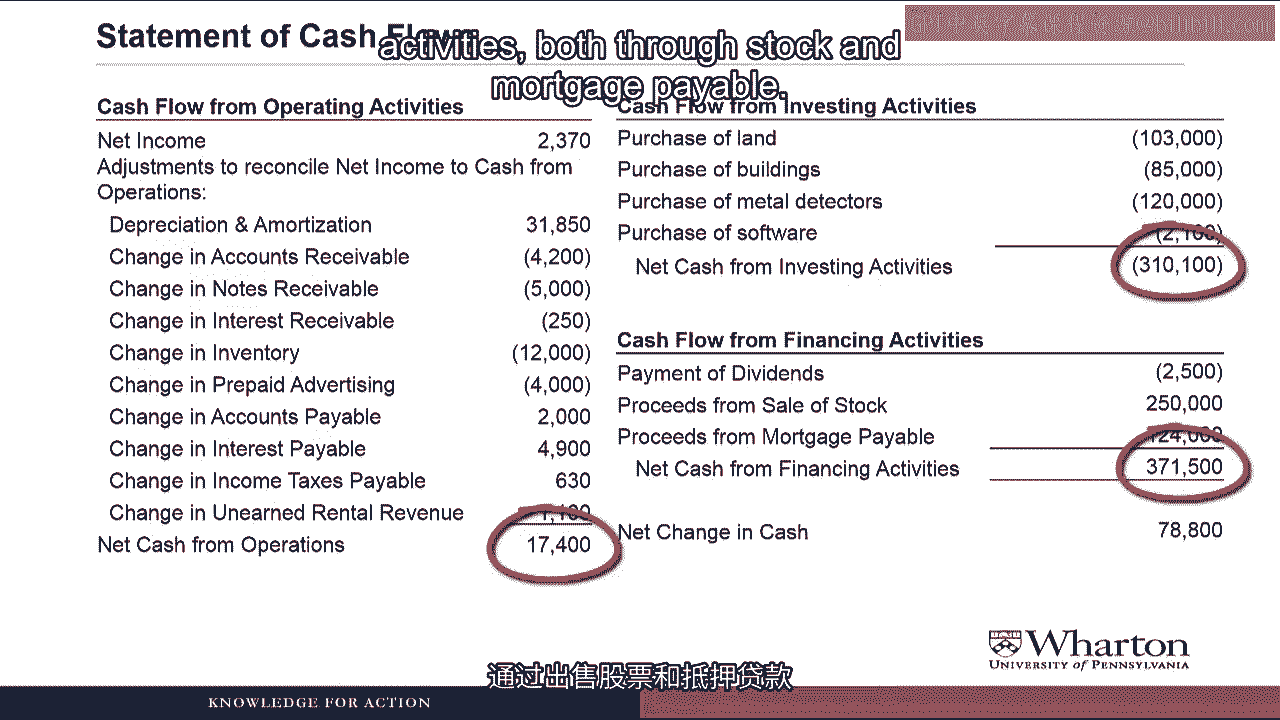 Statement of Cash
activities, both through stock and
mortgage payable.
Cash Flow from Operating Activities
Net Income 2,370
Adjustments to reconcile Net Income to Cash from
Operations:
Depreciation & Amortization 31,850
Change in Accounts Receivable (4,200)
Change in Notes Receivable (5,000)
Change in Interest Receivable (250)
Change in Inventory (12,000)
Change in Prepaid Advertising (4,000)
Change in Accounts Payable 2,000
Change in Interest Payable 4,900
Change in Income Taxes Payable 630
Change in Unearned Rental Revenue 1,100
Net Cash from Operations 17,400
Cash Flow from Investing Activities
Purchase of land (103,000)
Purchase of buildings (85,000)
Purchase of metal detectors (120,000)
Purchase of software (2,100)
Net Cash from Investing Activities (310,100)
Cash Flow from Financing Activities
Payment of Dividends (2,500)
Proceeds from Sale of Stock 250,000
Proceeds from Mortgage Payable 124,000
Net Cash from Financing Activities 371,500
Net Change in Cash 78,800
Wharton
UNIVERSITY of PENNSYLVANIA
通过出售股票和抵押贷款
KNOWLEDGE FOR ACTION